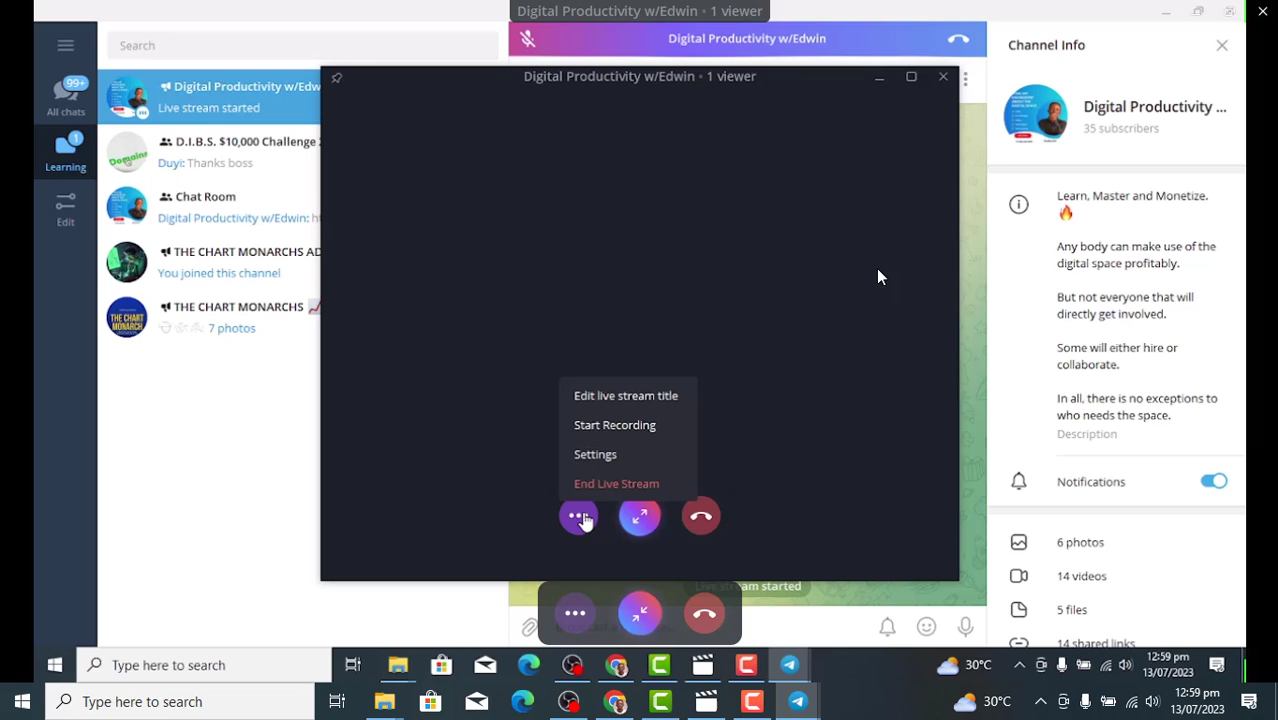 Digital Productivity w/Edwin • 1 viewer
Search
Digital Productivity w/Edwin
Channel Info
99+
All chats
Digital Productivity w/Edw
Live stream started
Digital Productivity w/Edwin • 1 viewer
Digital Productivity ...
35 subscribers
1
Learning
D.I.B.S. $10,000 Challenge
Duyi: Thanks boss
Domains
Edit
Chat Room
Digital Productivity w/Edwin:
Learn, Master and Monetize.
🔥
Any body can make use of the
digital space profitably.
But not everyone that will
directly get involved.
Some will either hire or
collaborate.
In all, there is no exceptions to
who needs the space.
Description
THE CHART MONARCHS AD
You joined this channel
THE CHART MONARCH
THE CHART MONARCHS
7 photos
Edit live stream title
Start Recording
Settings
End Live Stream
Notifications
6 photos
14 videos
5 files
14 shared links
Live stream started
Type here to search
30°C
12:59 pm
13/07/2023
Type here to search
30°C
12:59 pm
13/07/2023